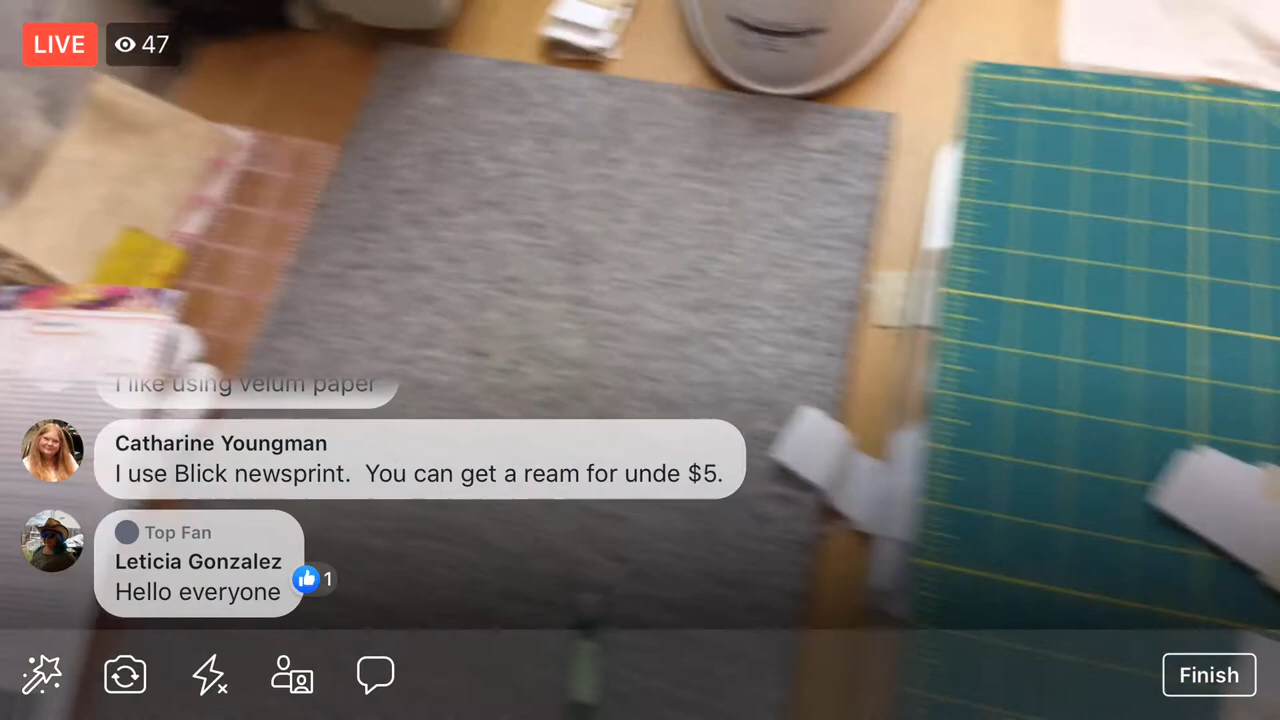 LIVE
47
I like using velum paper
Catharine Youngman
I use Blick newsprint. You can get a ream for unde $5.
Top Fan
Leticia Gonzalez
Hello everyone
1
Finish